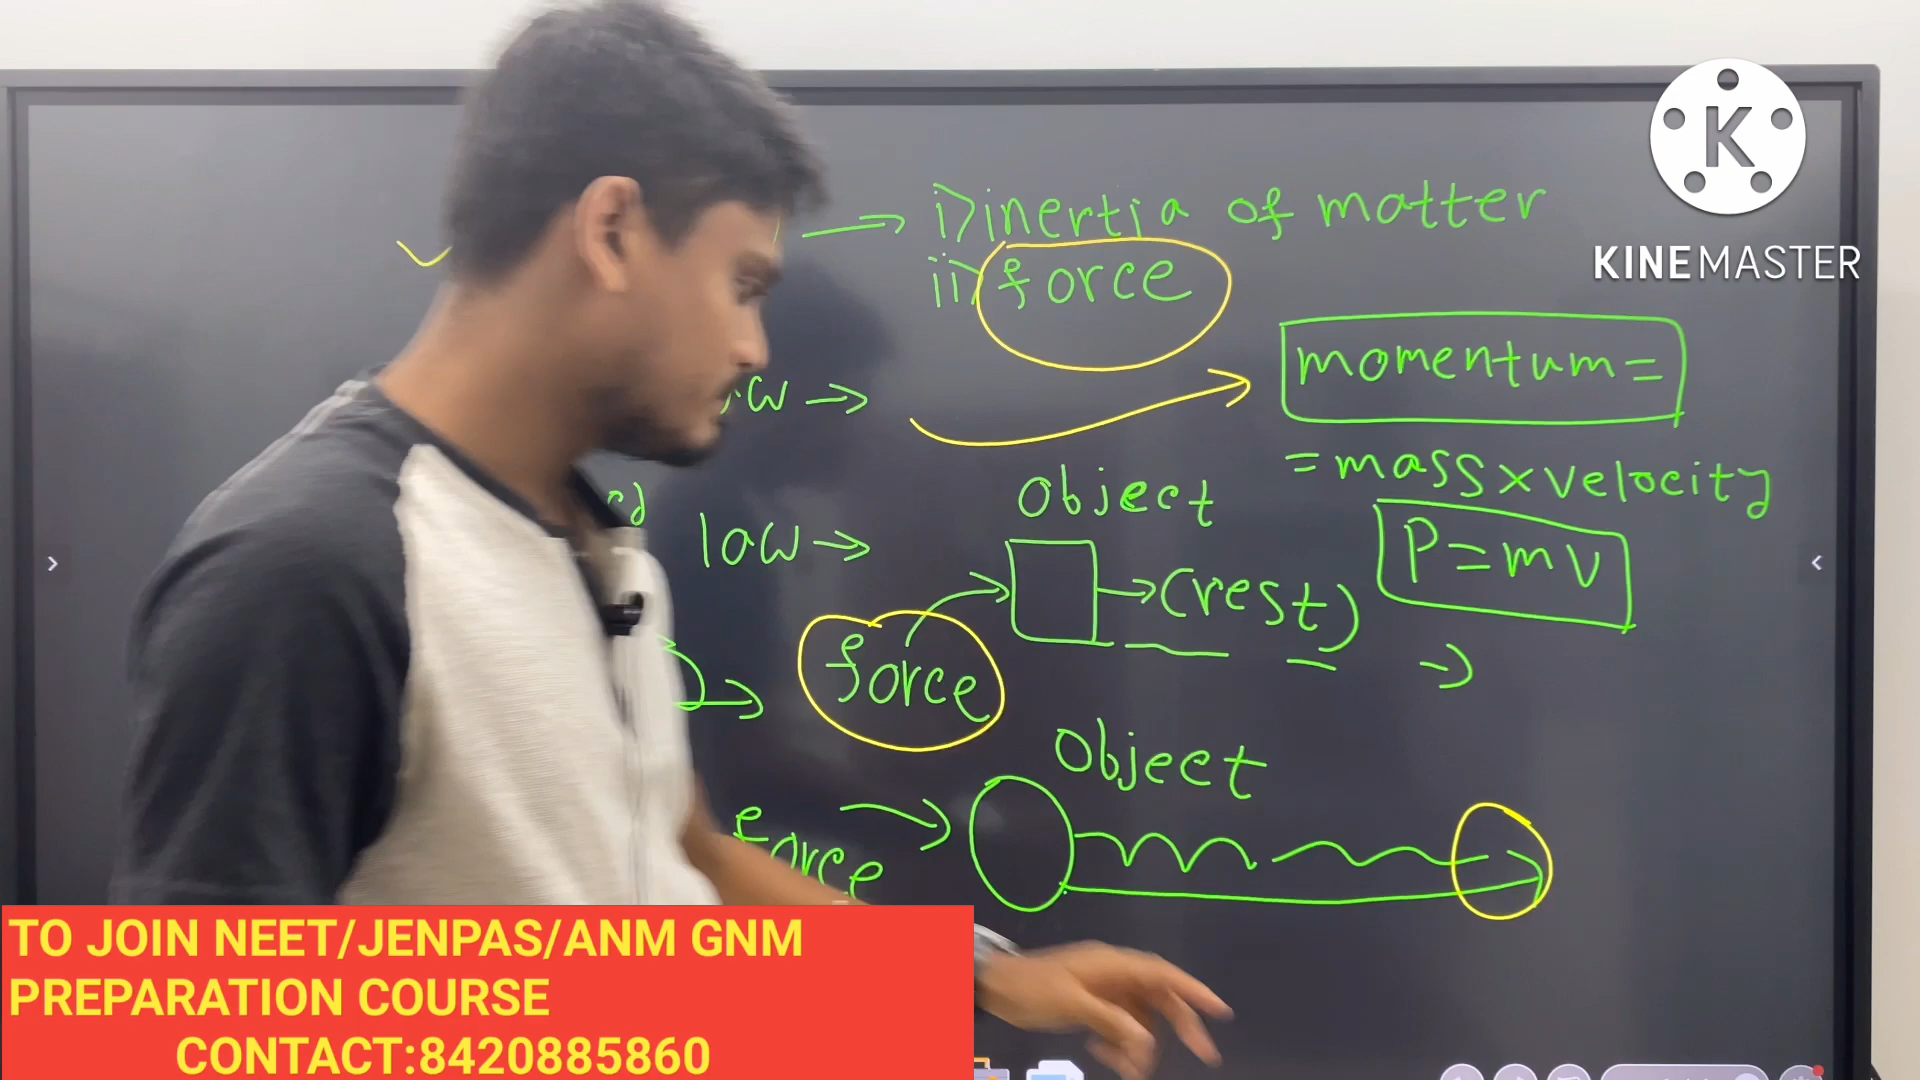 i) inertia of matter
ii) force
KINEMASTER
momentum =
= mass x velocity
P = mv
law →
Object
→ (rest)
force
Object
force
TO JOIN NEET/JENPAS/ANM GNM
PREPARATION COURSE
CONTACT:8420885860